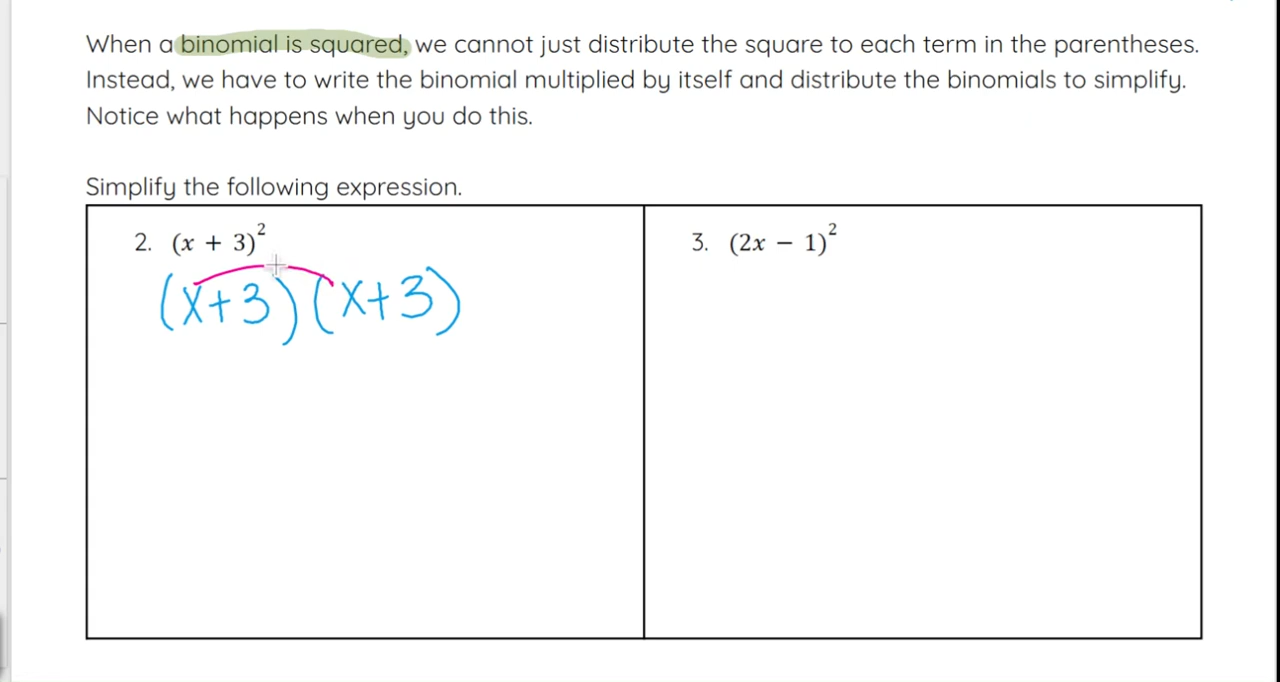 When a binomial is squared, we cannot just distribute the square to each term in the parentheses.
Instead, we have to write the binomial multiplied by itself and distribute the binomials to simplify.
Notice what happens when you do this.
Simplify the following expression.
2. (x + 3)²
(x+3)(x+3)
3. (2x − 1)²